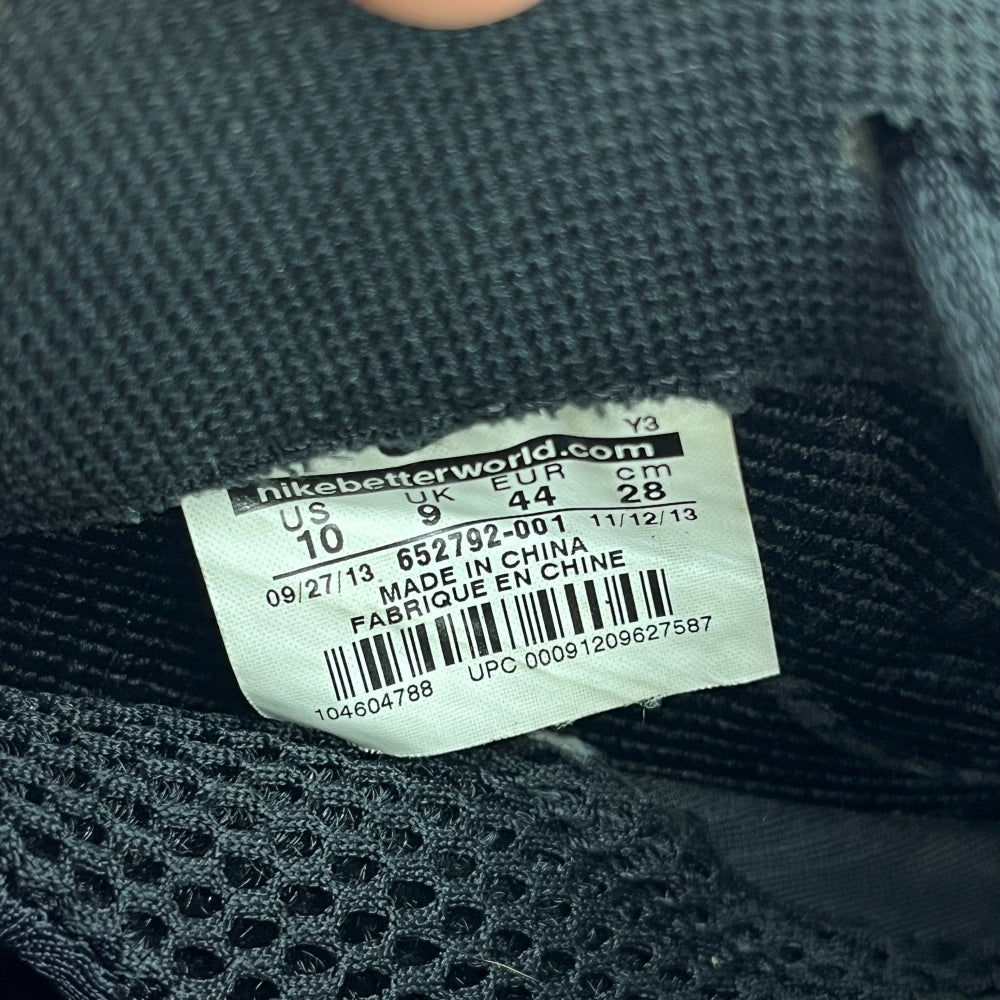 Y3
nikebetterworld.com
US UK EUR cm
10 9 44 28
09/27/13 652792-001 11/12/13
MADE IN CHINA
FABRIQUE EN CHINE
UPC 00091209627587
104604788